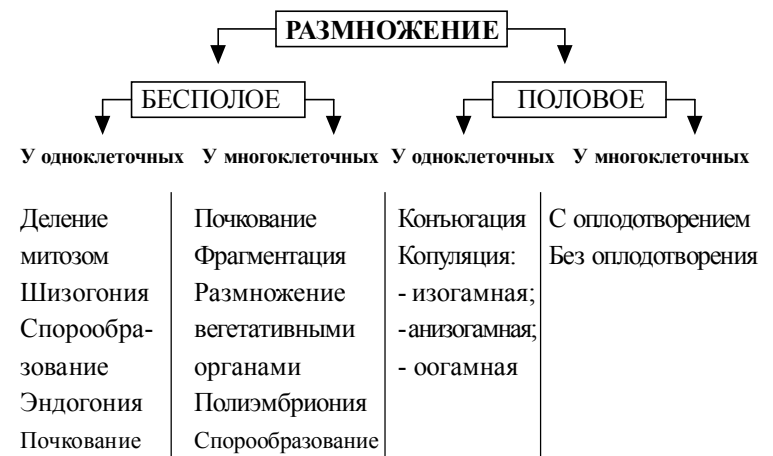 РАЗМНОЖЕНИЕ
БЕСПОЛОЕ
ПОЛОВОЕ
У одноклеточных
У многоклеточных
У одноклеточных
У многоклеточных
Деление
митозом
Шизогония
Спорообра-
зование
Эндогония
Почкование
Почкование
Фрагментация
Размножение
вегетативными
органами
Полиэмбриония
Спорообразование
Конъюгация
Копуляция:
- изогамная;
- анизогамная;
- оогамная
С оплодотворением
Без оплодотворения